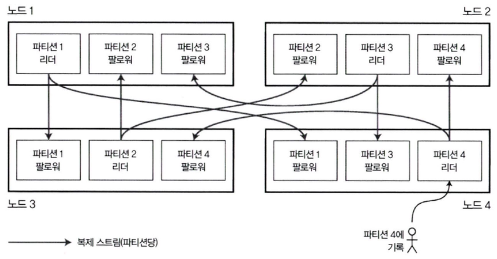 노드 1
노드 2
파티션 1
리더
파티션 2
팔로워
파티션 3
팔로워
파티션 2
팔로워
파티션 3
리더
파티션 4
팔로워
파티션 1
팔로워
파티션 2
리더
파티션 4
팔로워
파티션 1
팔로워
파티션 3
팔로워
파티션 4
리더
노드 3
노드 4
파티션 4에
기록
복제 스트림(파티션당)